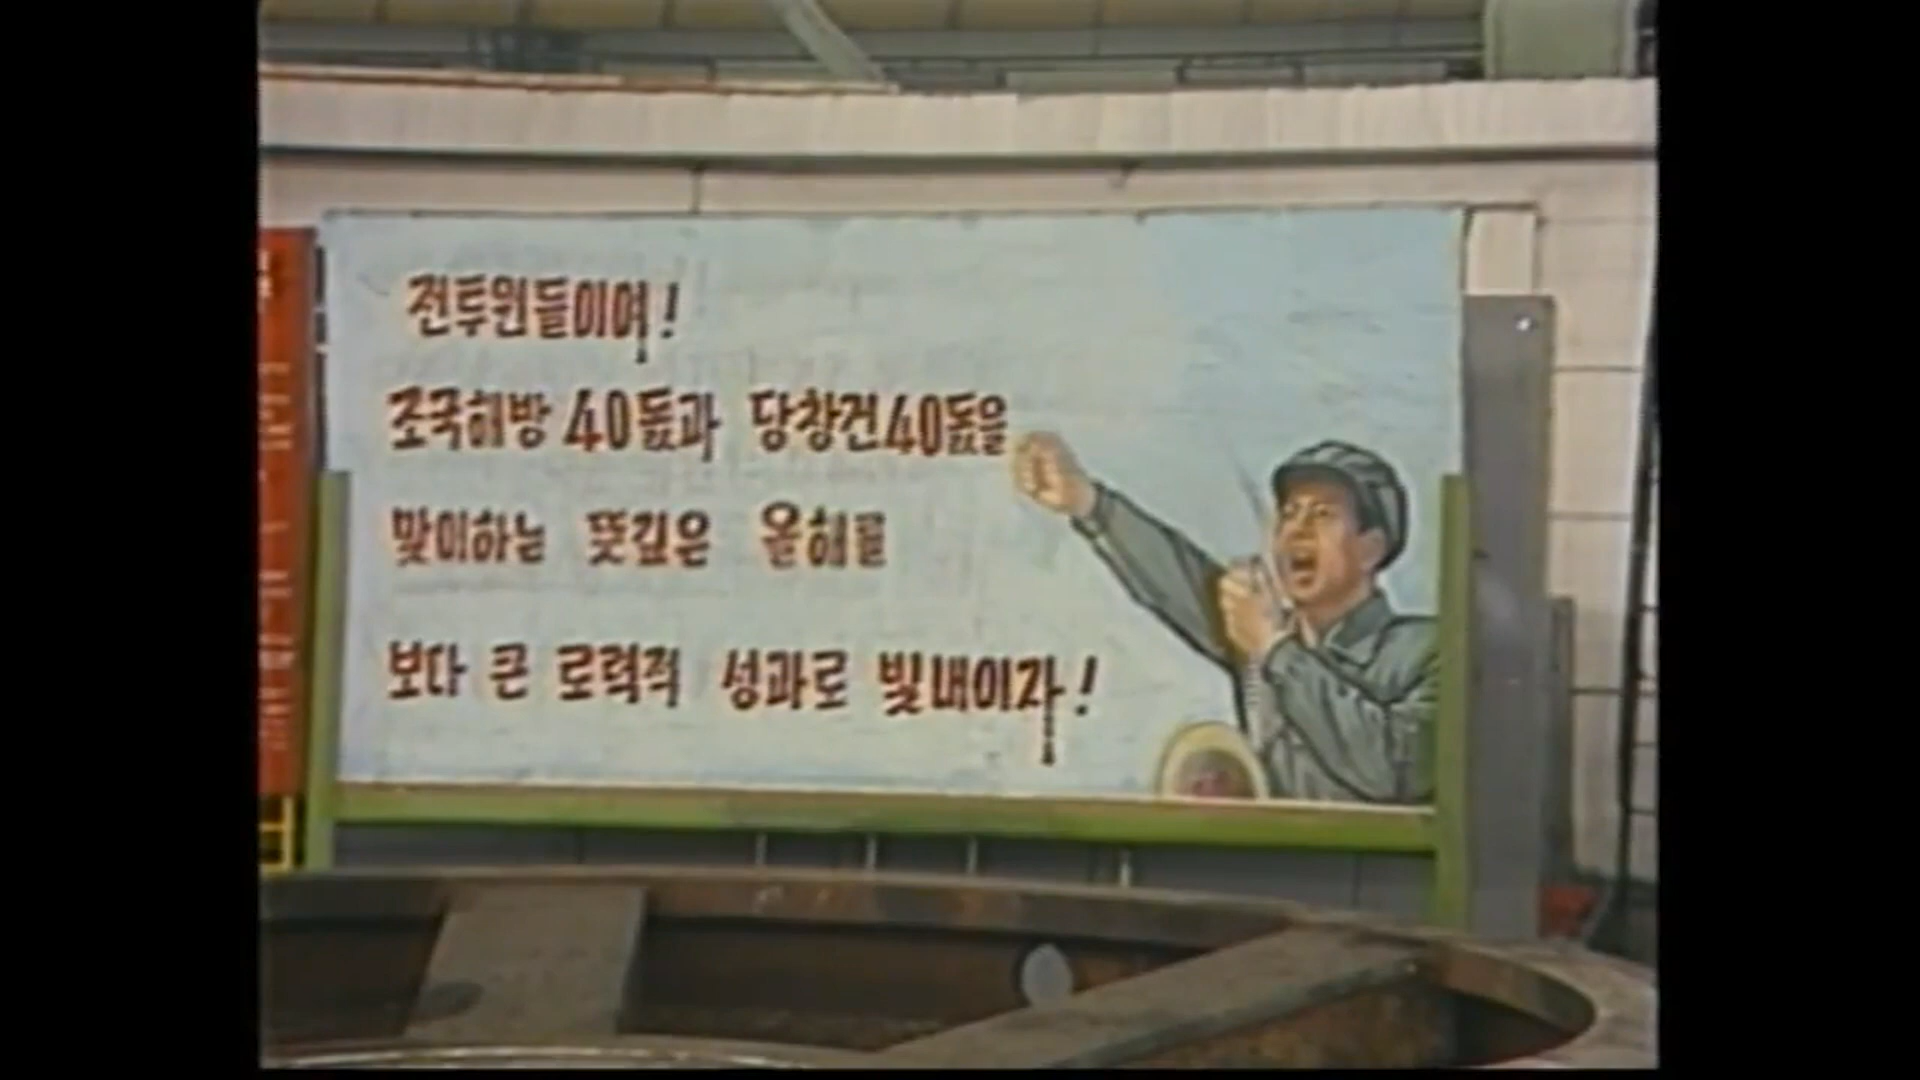 전투원들이여!
조국해방 40돐과 당창건40돐을
맞이하는 뜻깊은 올해를
보다 큰 로력적 성과로 빛내이자!